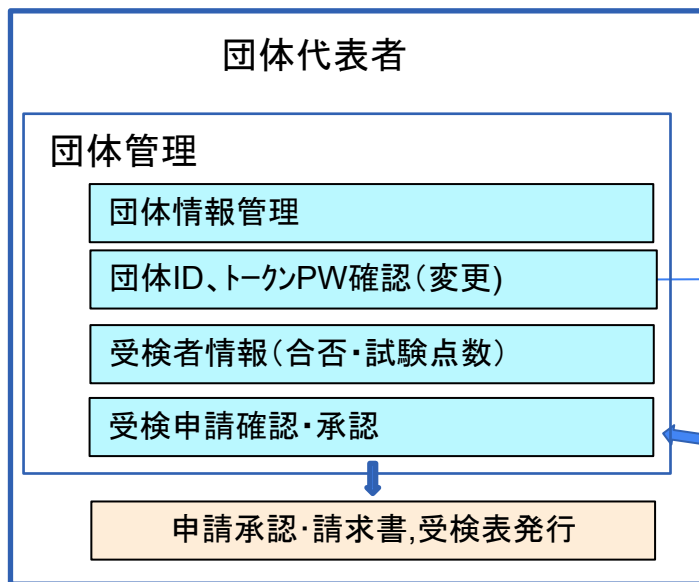 団体代表者
団体管理
団体情報管理
団体ID、トークンPW確認（変更)
受検者情報（合否・試験点数）
受検申請確認・承認
申請承認・請求書,受検表発行